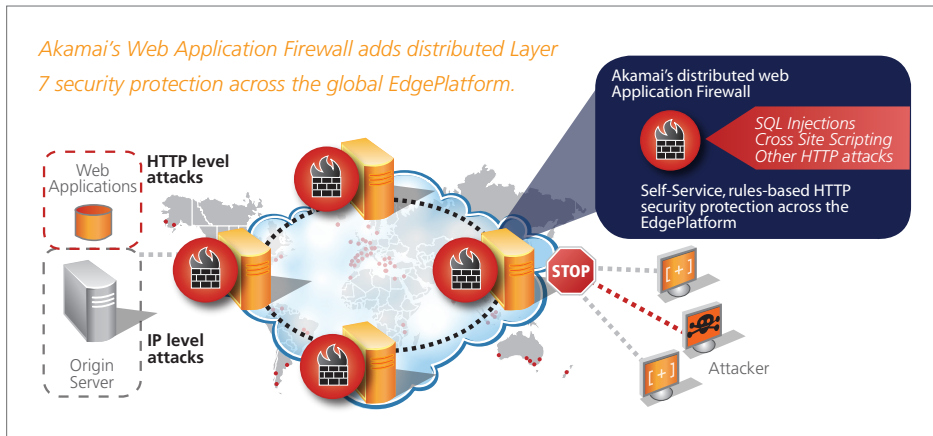 Akamai's Web Application Firewall adds distributed Layer
7 security protection across the global EdgePlatform.
Akamai's distributed web
Application Firewall
SQL Injections
Cross Site Scripting
Other HTTP attacks
Self-Service, rules-based HTTP
security protection across the
EdgePlatform
Web
Applications
HTTP level
attacks
STOP
[+]
[+]
Attacker
IP level
attacks
Origin
Server